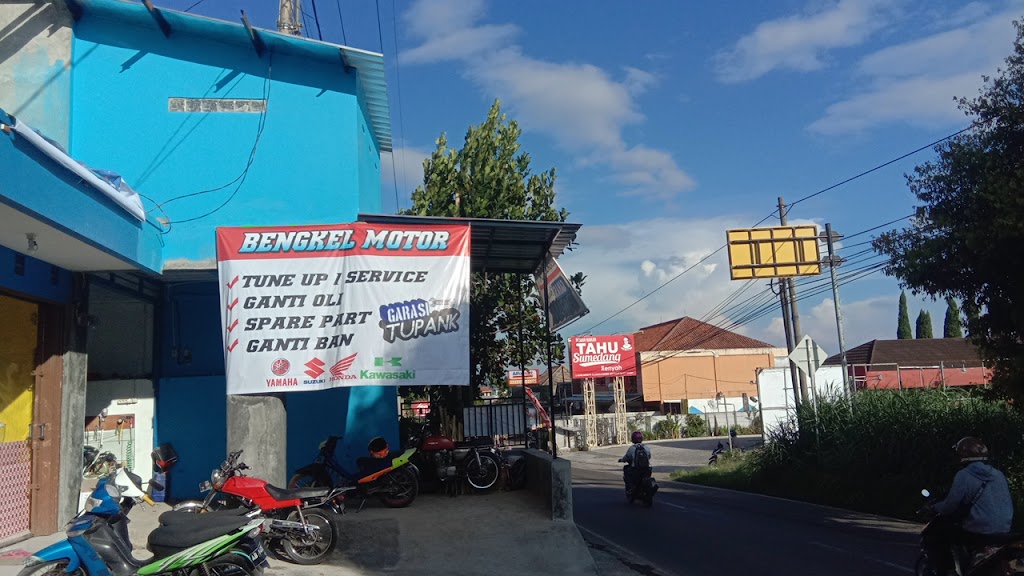 BENGKEL MOTOR
TUNE UP / SERVICE
GANTI OLI
SPARE PART
GANTI BAN
GARASI
TUPANK
YAMAHA
SUZUKI
HONDA
Kawasaki
TAHU
Sumedang
Renyah